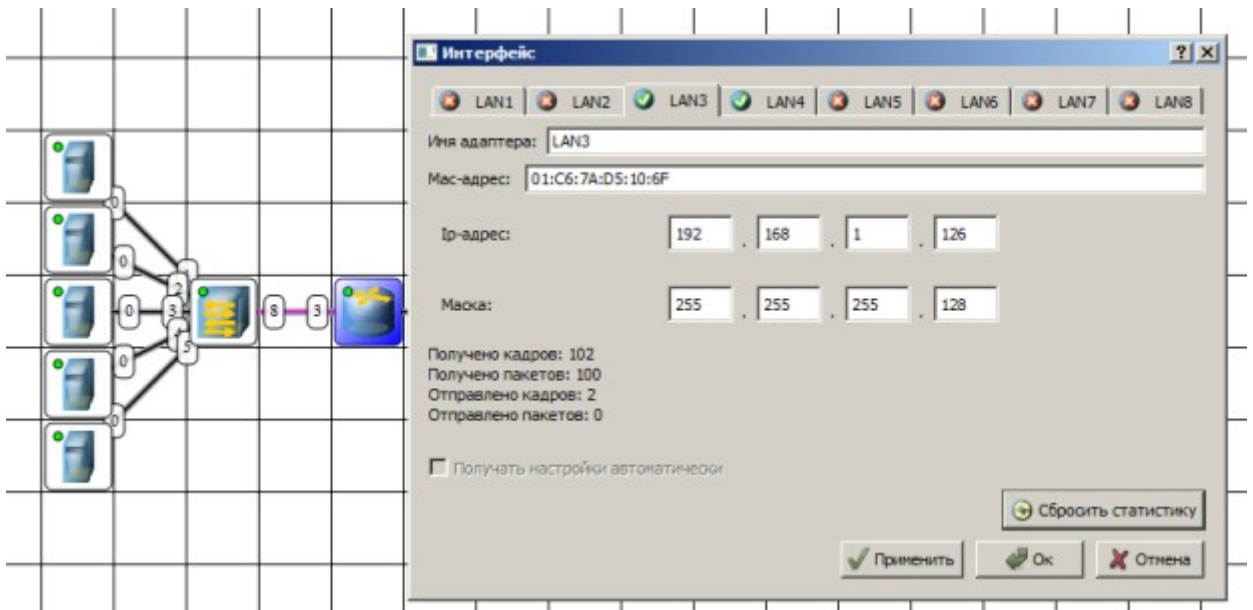 Интерфейс
LAN1 LAN2 LAN3 LAN4 LAN5 LAN6 LAN7 LAN8
Имя адаптера: LAN3
Mac-адрес: 01:C6:7A:D5:10:6F
Ip-адрес: 192 . 168 . 1 . 126
Маска: 255 . 255 . 255 . 128
Получено кадров: 102
Получено пакетов: 100
Отправлено кадров: 2
Отправлено пакетов: 0
Получать настройки автоматически
Сбросить статистику
Применить Ок Отмена
0
0 2
0 3 8 3
0 5
0